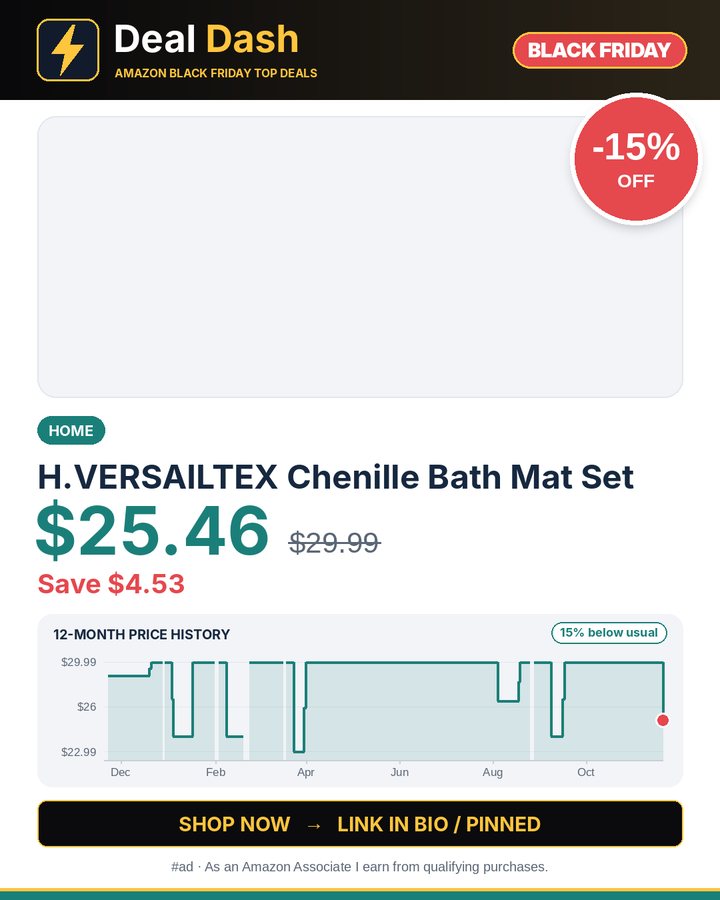 Deal Dash
AMAZON BLACK FRIDAY TOP DEALS
BLACK FRIDAY
-15%
OFF
HOME
H.VERSAILTEX Chenille Bath Mat Set
$25.46 $29.99
Save $4.53
12-MONTH PRICE HISTORY
15% below usual
$29.99
$26
$22.99
Dec Feb Apr Jun Aug Oct
SHOP NOW → LINK IN BIO / PINNED
#ad · As an Amazon Associate I earn from qualifying purchases.